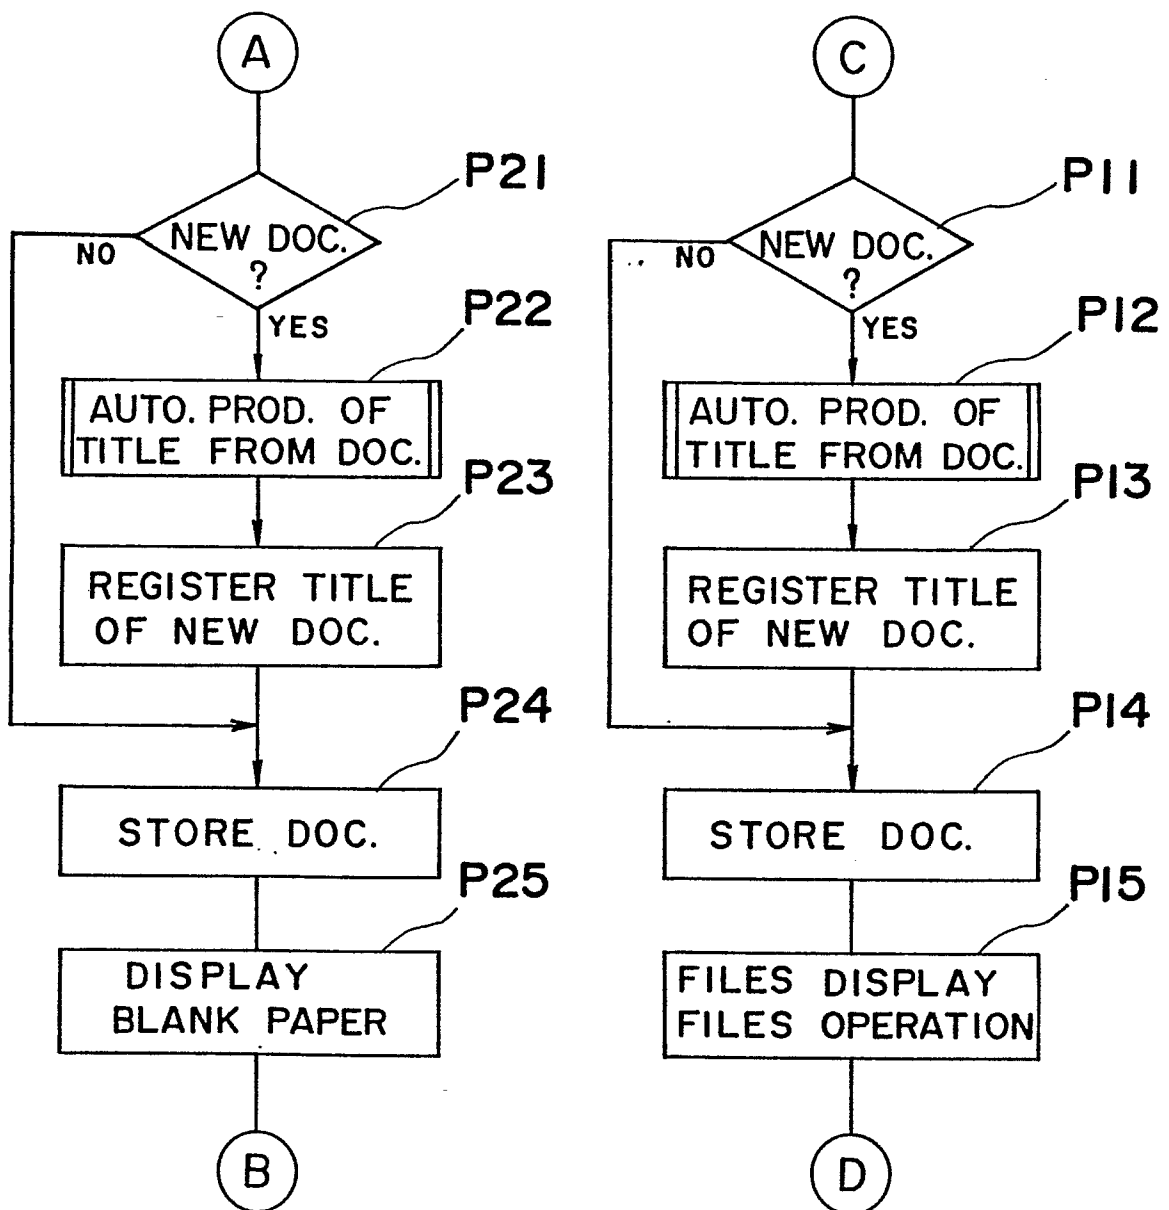 A
P21
NEW DOC.
?
NO
YES
P22
AUTO. PROD. OF
TITLE FROM DOC.
P23
REGISTER TITLE
OF NEW DOC.
P24
STORE DOC.
P25
DISPLAY
BLANK PAPER
B
C
P11
NEW DOC.
?
NO
YES
P12
AUTO. PROD. OF
TITLE FROM DOC.
P13
REGISTER TITLE
OF NEW DOC.
P14
STORE DOC.
P15
FILES DISPLAY
FILES OPERATION
D